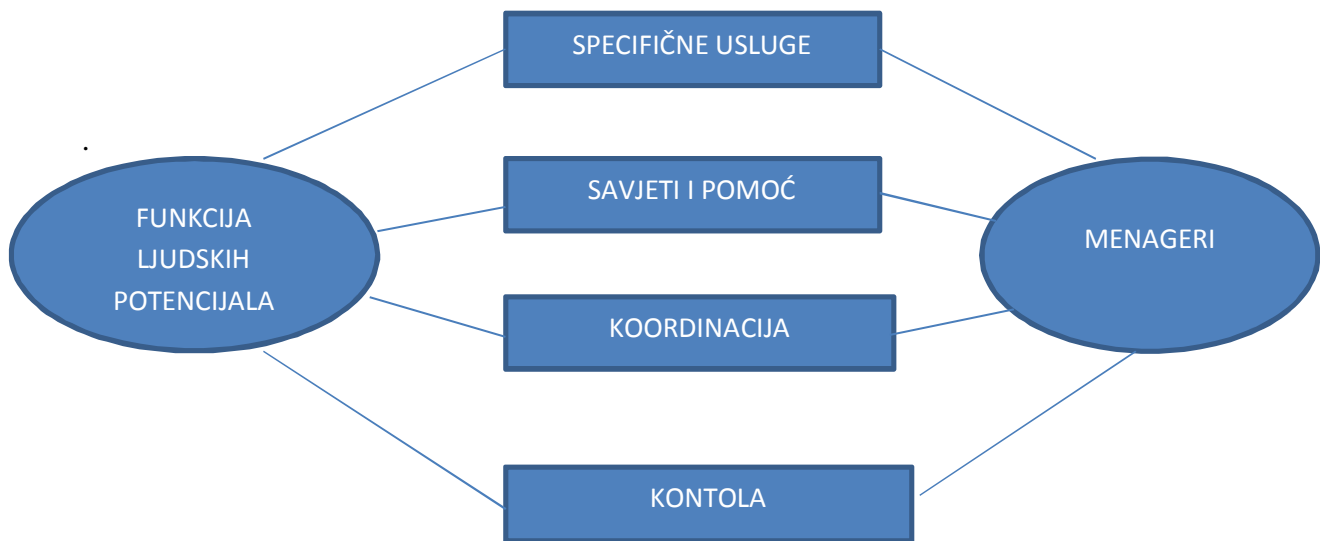 SPECIFIČNE USLUGE
SAVJETI I POMOĆ
FUNKCIJA
LJUDSKIH
POTENCIJALA
MENAGERI
KOORDINACIJA
KONTOLA